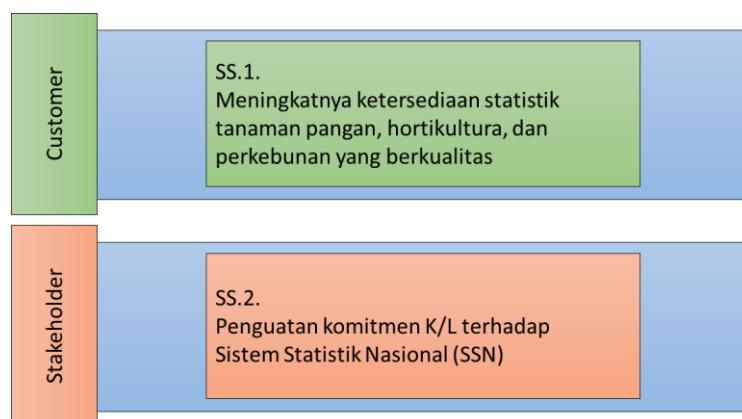 Customer
SS.1.
Meningkatnya ketersediaan statistik
tanaman pangan, hortikultura, dan
perkebunan yang berkualitas
Stakeholder
SS.2.
Penguatan komitmen K/L terhadap
Sistem Statistik Nasional (SSN)